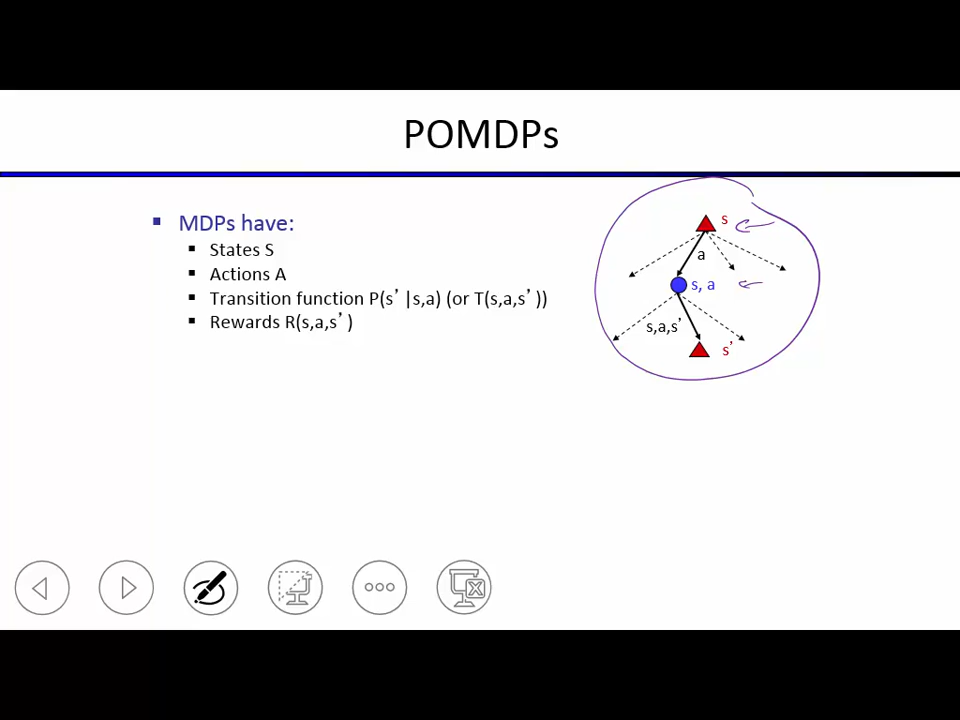 POMDPs
MDPs have:
States S
Actions A
Transition function P(s’|s,a) (or T(s,a,s’))
Rewards R(s,a,s’)
s
a
s, a
s,a,s’
s’